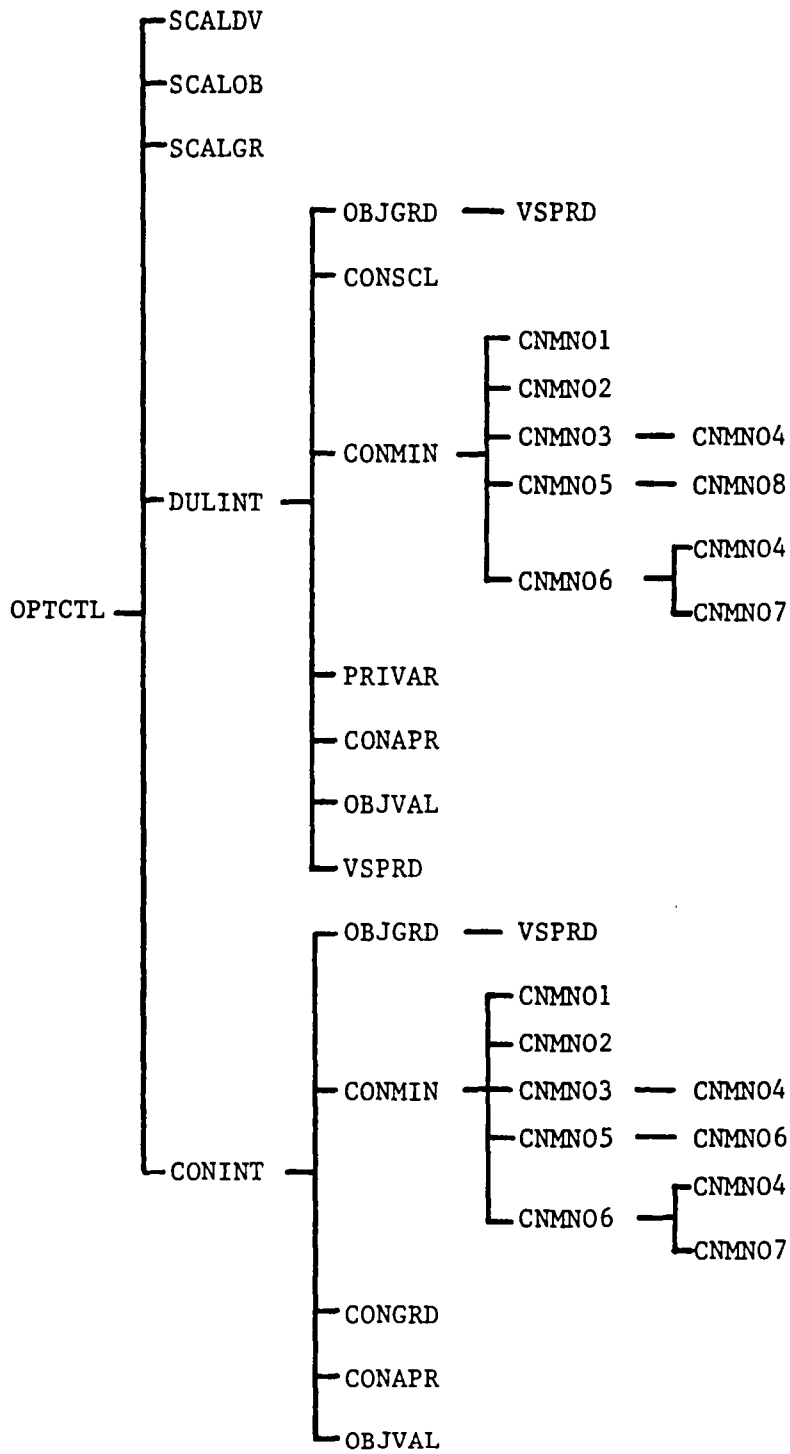 SCALDV
SCALOB
SCALGR
OBJGRD VSPRD
CONSCL
CNMNO1
CNMNO2
CNMNO3 CNMNO4
CONMIN
CNMNO5 CNMNO8
DULINT
CNMNO4
CNMNO6
OPTCTL
CNMNO7
PRIVAR
CONAPR
OBJVAL
VSPRD
OBJGRD VSPRD
CNMNO1
CNMNO2
CONMIN CNMNO3 CNMNO4
CNMNO5 CNMNO6
CONINT
CNMNO4
CNMNO6
CNMNO7
CONGRD
CONAPR
OBJVAL